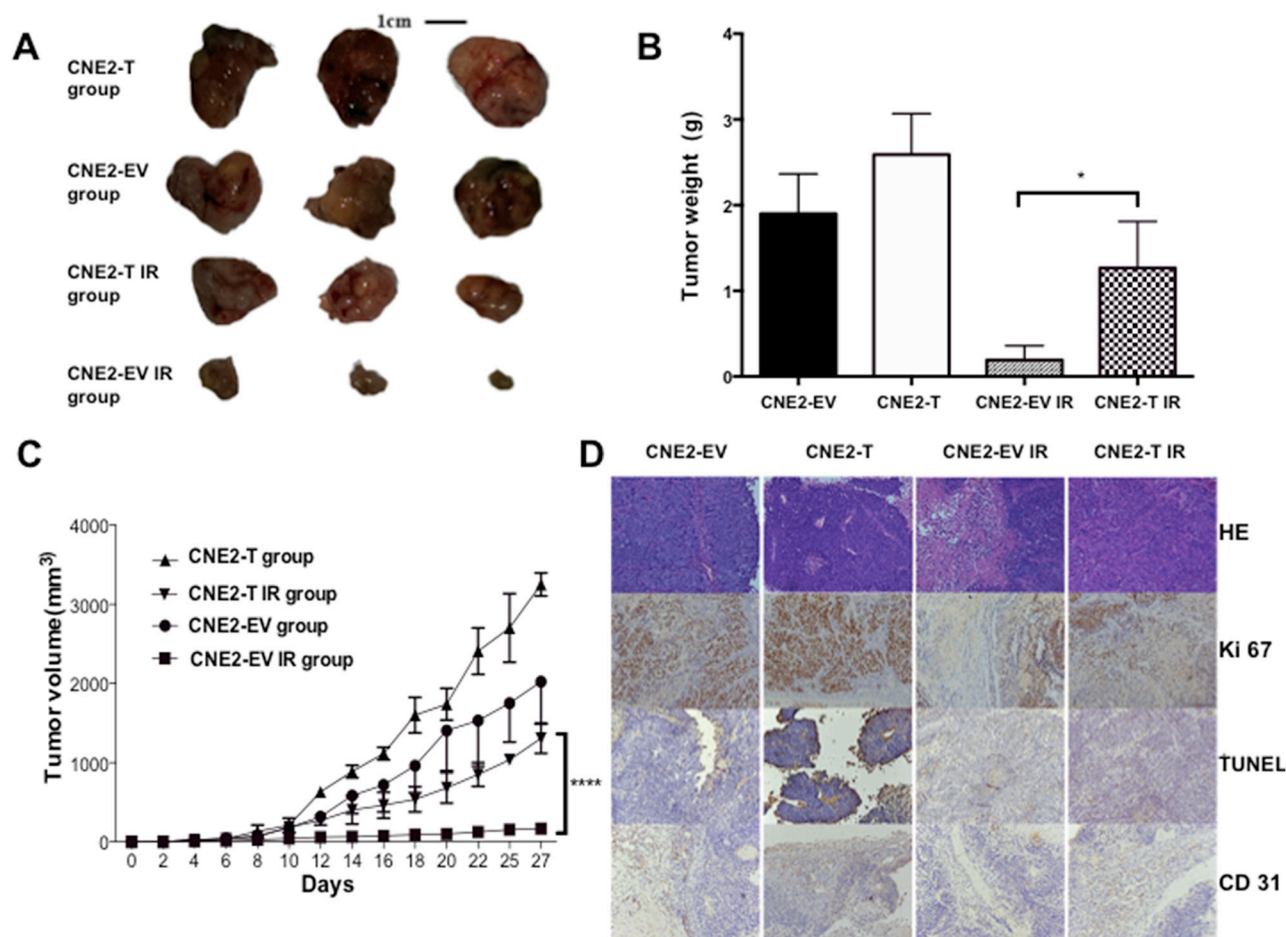 A
1cm
CNE2-T
group
CNE2-EV
group
CNE2-T IR
group
CNE2-EV IR
group
B
Tumor weight (g)
4
3
2
1
0
*
CNE2-EV
CNE2-T
CNE2-EV IR
CNE2-T IR
C
Tumor volume(mm³)
4000
3000
2000
1000
0
CNE2-T group
CNE2-T IR group
CNE2-EV group
CNE2-EV IR group
****
0 2 4 6 8 10 12 14 16 18 20 22 25 27
Days
D
CNE2-EV CNE2-T CNE2-EV IR CNE2-T IR
HE
Ki 67
TUNEL
CD 31